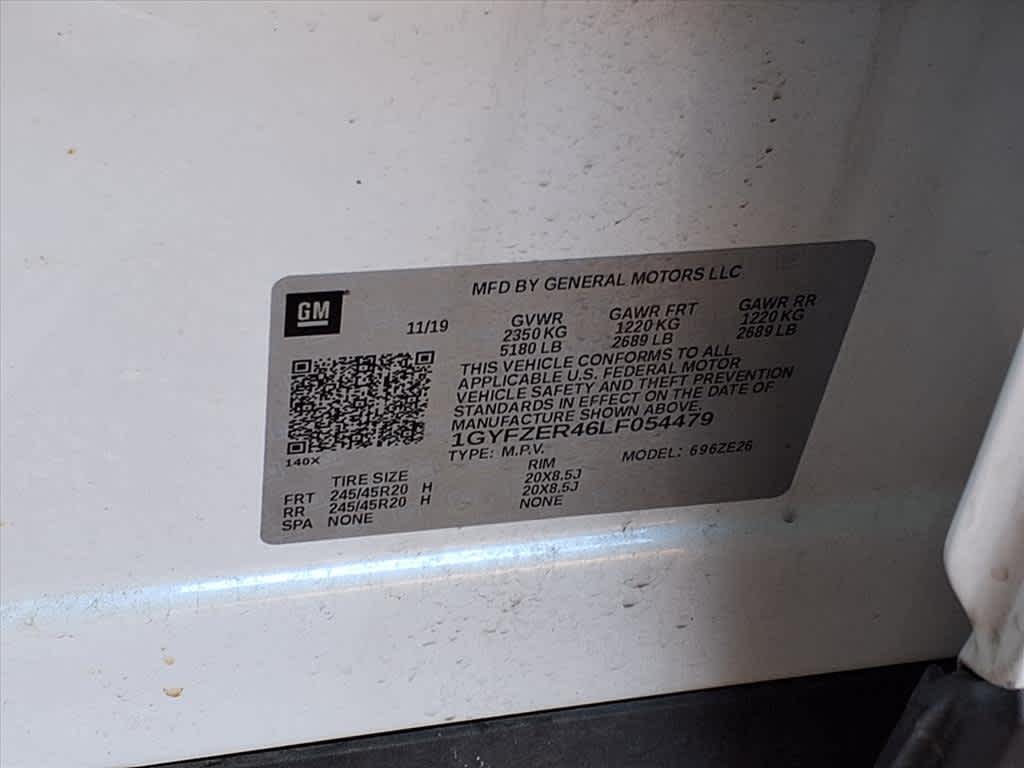 MFD BY GENERAL MOTORS LLC
GM
11/19
GVWR GAWR FRT GAWR RR
2350 KG 1220 KG 1220 KG
5180 LB 2689 LB 2689 LB
THIS VEHICLE CONFORMS TO ALL
APPLICABLE U.S. FEDERAL MOTOR
VEHICLE SAFETY AND THEFT PREVENTION
STANDARDS IN EFFECT ON THE DATE OF
MANUFACTURE SHOWN ABOVE.
1GYFZER46LF054479
TYPE: M.P.V. MODEL: 696ZE26
140X
TIRE SIZE RIM
FRT 245/45R20 H 20X8.5J
RR 245/45R20 H 20X8.5J
SPA NONE NONE